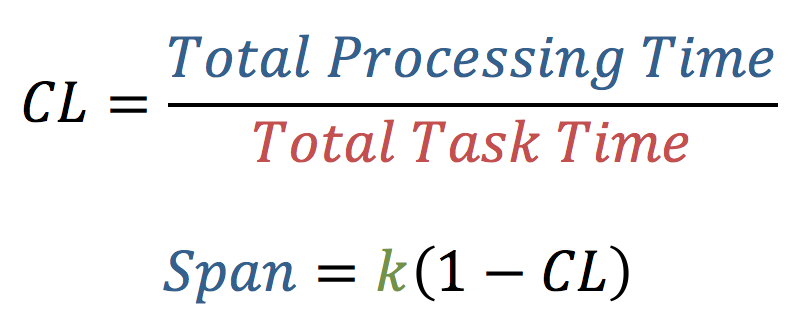 CL = Total Processing Time / Total Task Time
Span = k(1 − CL)